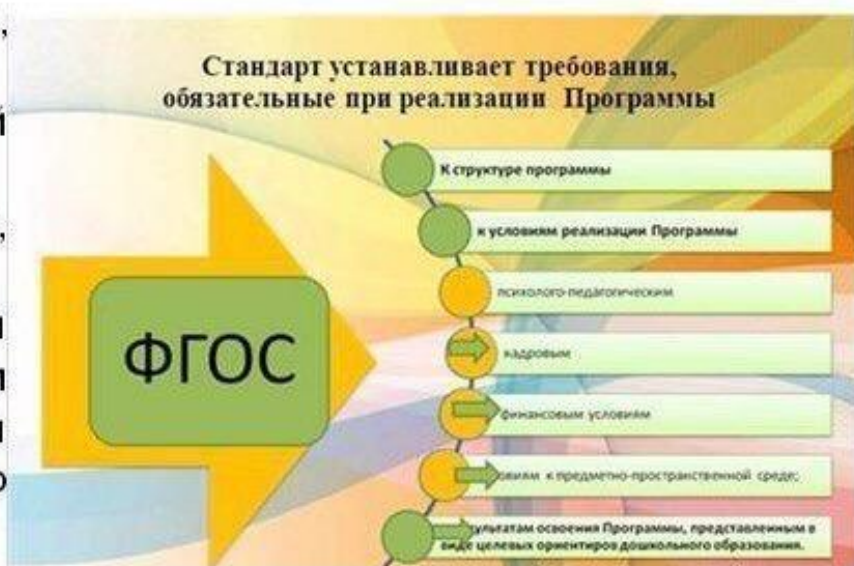 Стандарт устанавливает требования,
обязательные при реализации Программы
ФГОС
К структуре программы
к условиям реализации Программы
психолого-педагогическим
кадровым
финансовым условиям
к предметно-пространственной среде;
освоения Программы, представленным в
виде целевых ориентиров дошкольного образования.